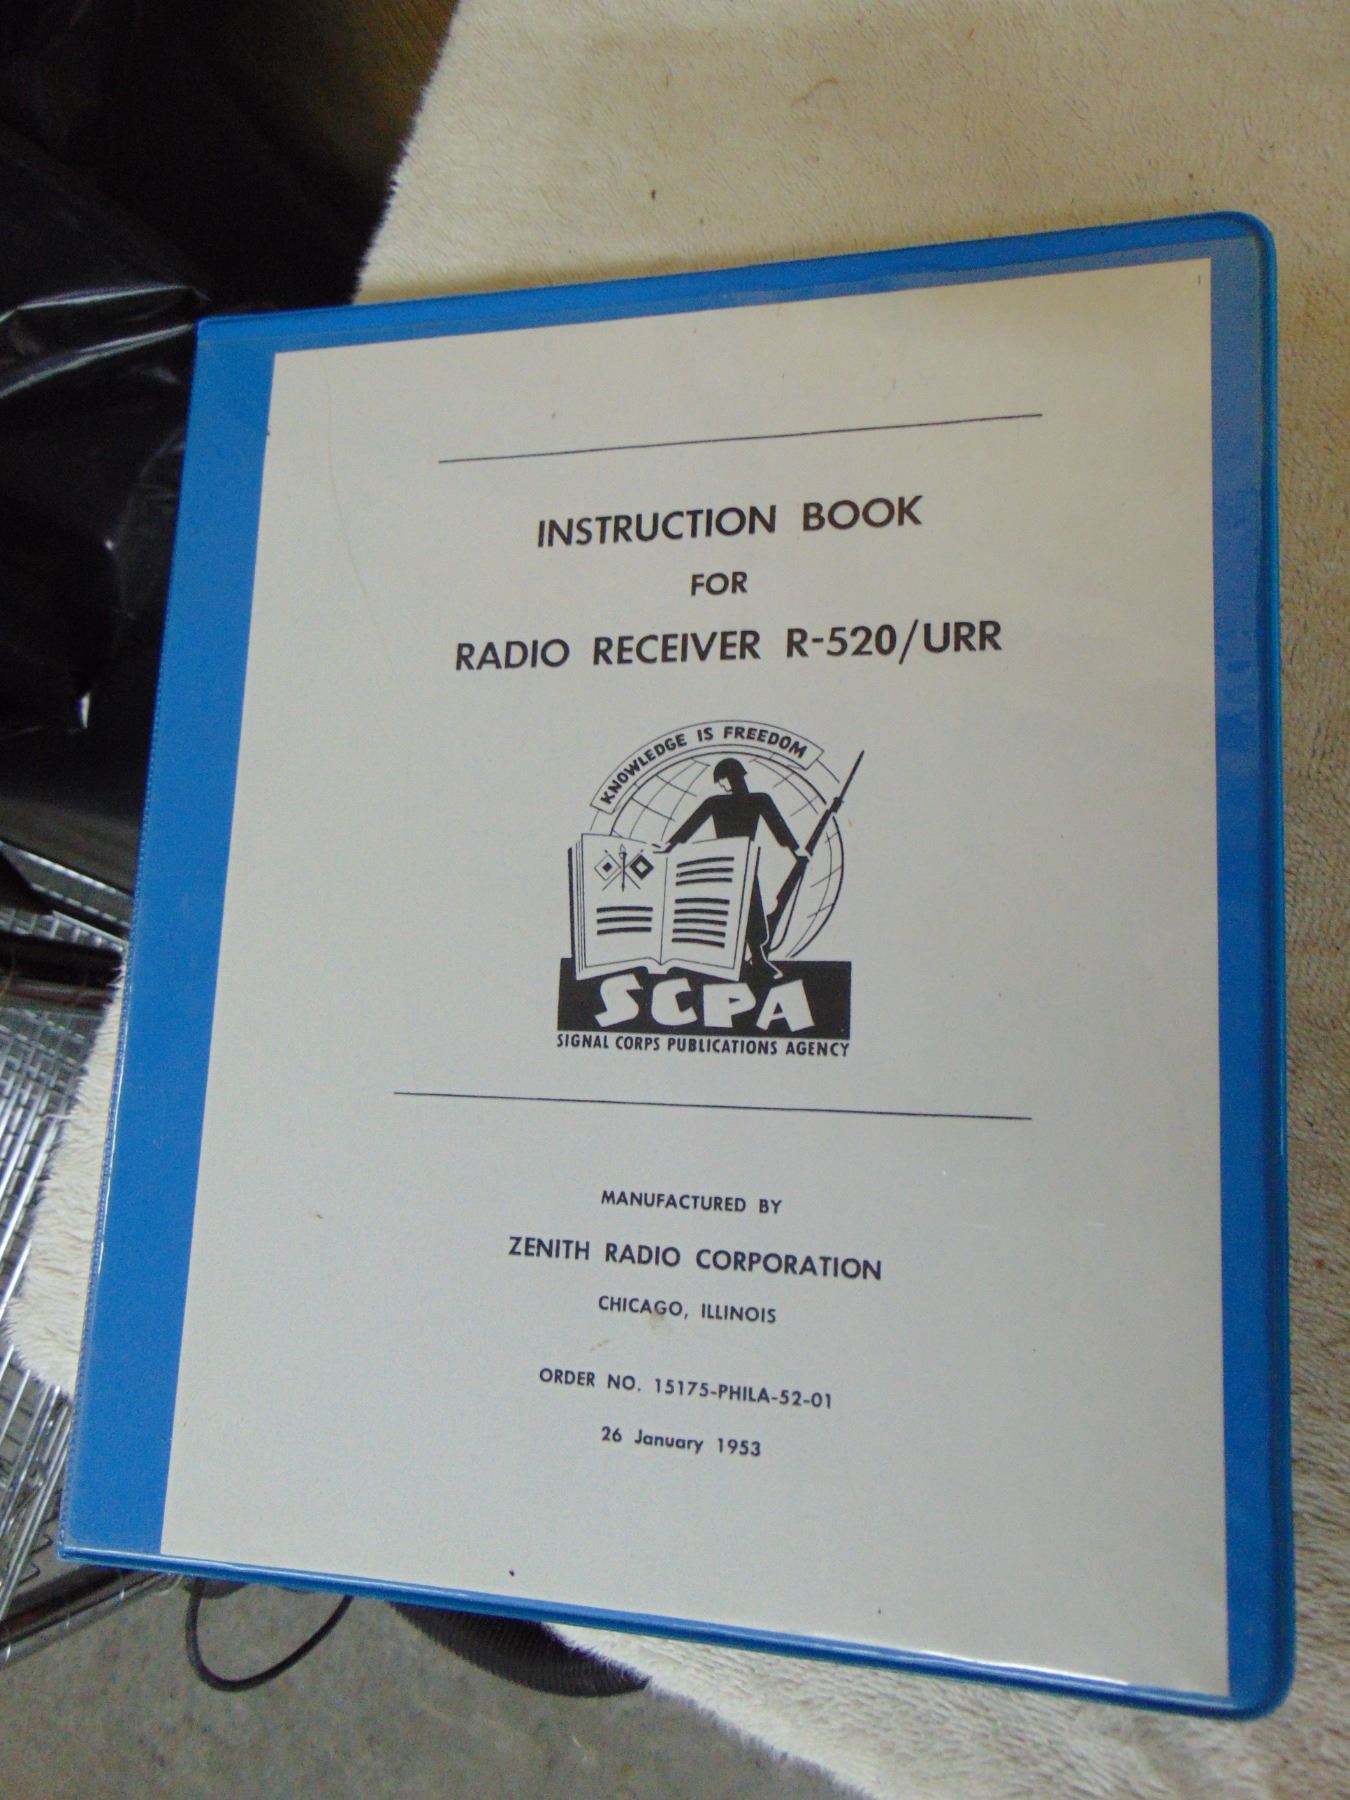 INSTRUCTION BOOK
FOR
RADIO RECEIVER R-520/URR
KNOWLEDGE IS FREEDOM
SCPA
SIGNAL CORPS PUBLICATIONS AGENCY
MANUFACTURED BY
ZENITH RADIO CORPORATION
CHICAGO, ILLINOIS
ORDER NO. 15175-PHILA-52-01
26 January 1953